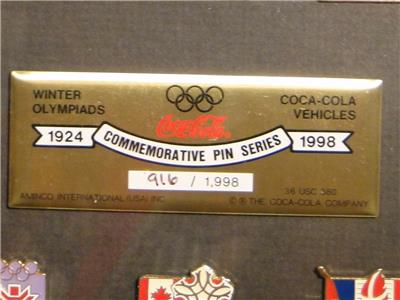 WINTER OLYMPIADS
COCA-COLA VÉHICLES
Coca-Cola
1924 COMMEMORATIVE PIN SERIES 1998
916 / 1,998
AMINCO INTERNATIONAL (USA) INC.
36 USC 380
© ® THE COCA-COLA COMPANY